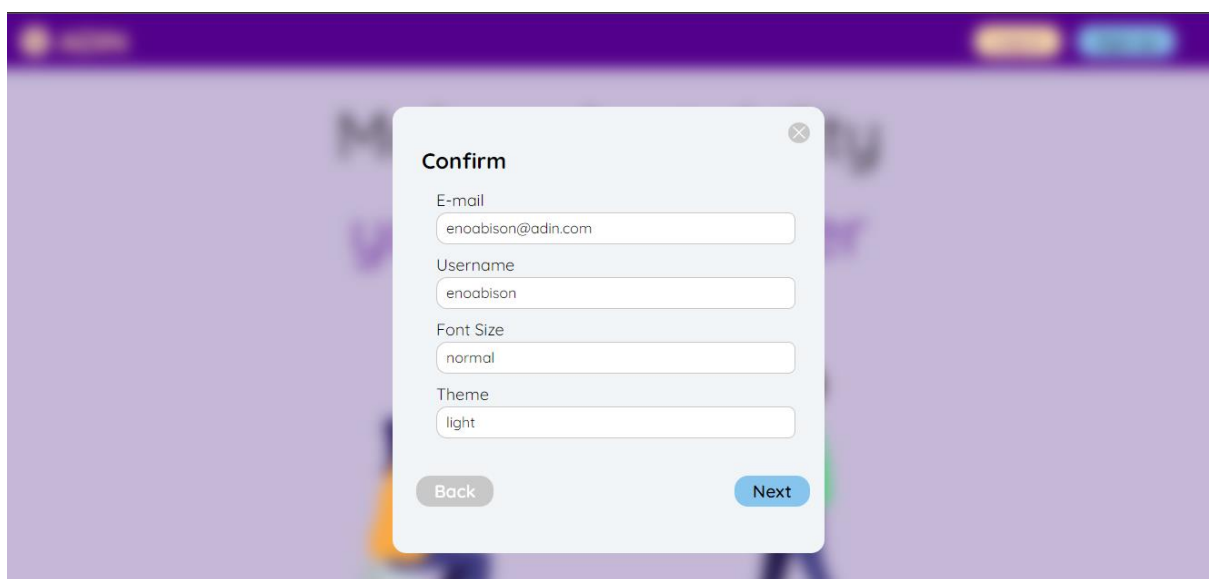 Confirm
E-mail
enoabison@adin.com
Username
enoabison
Font Size
normal
Theme
light
Back
Next